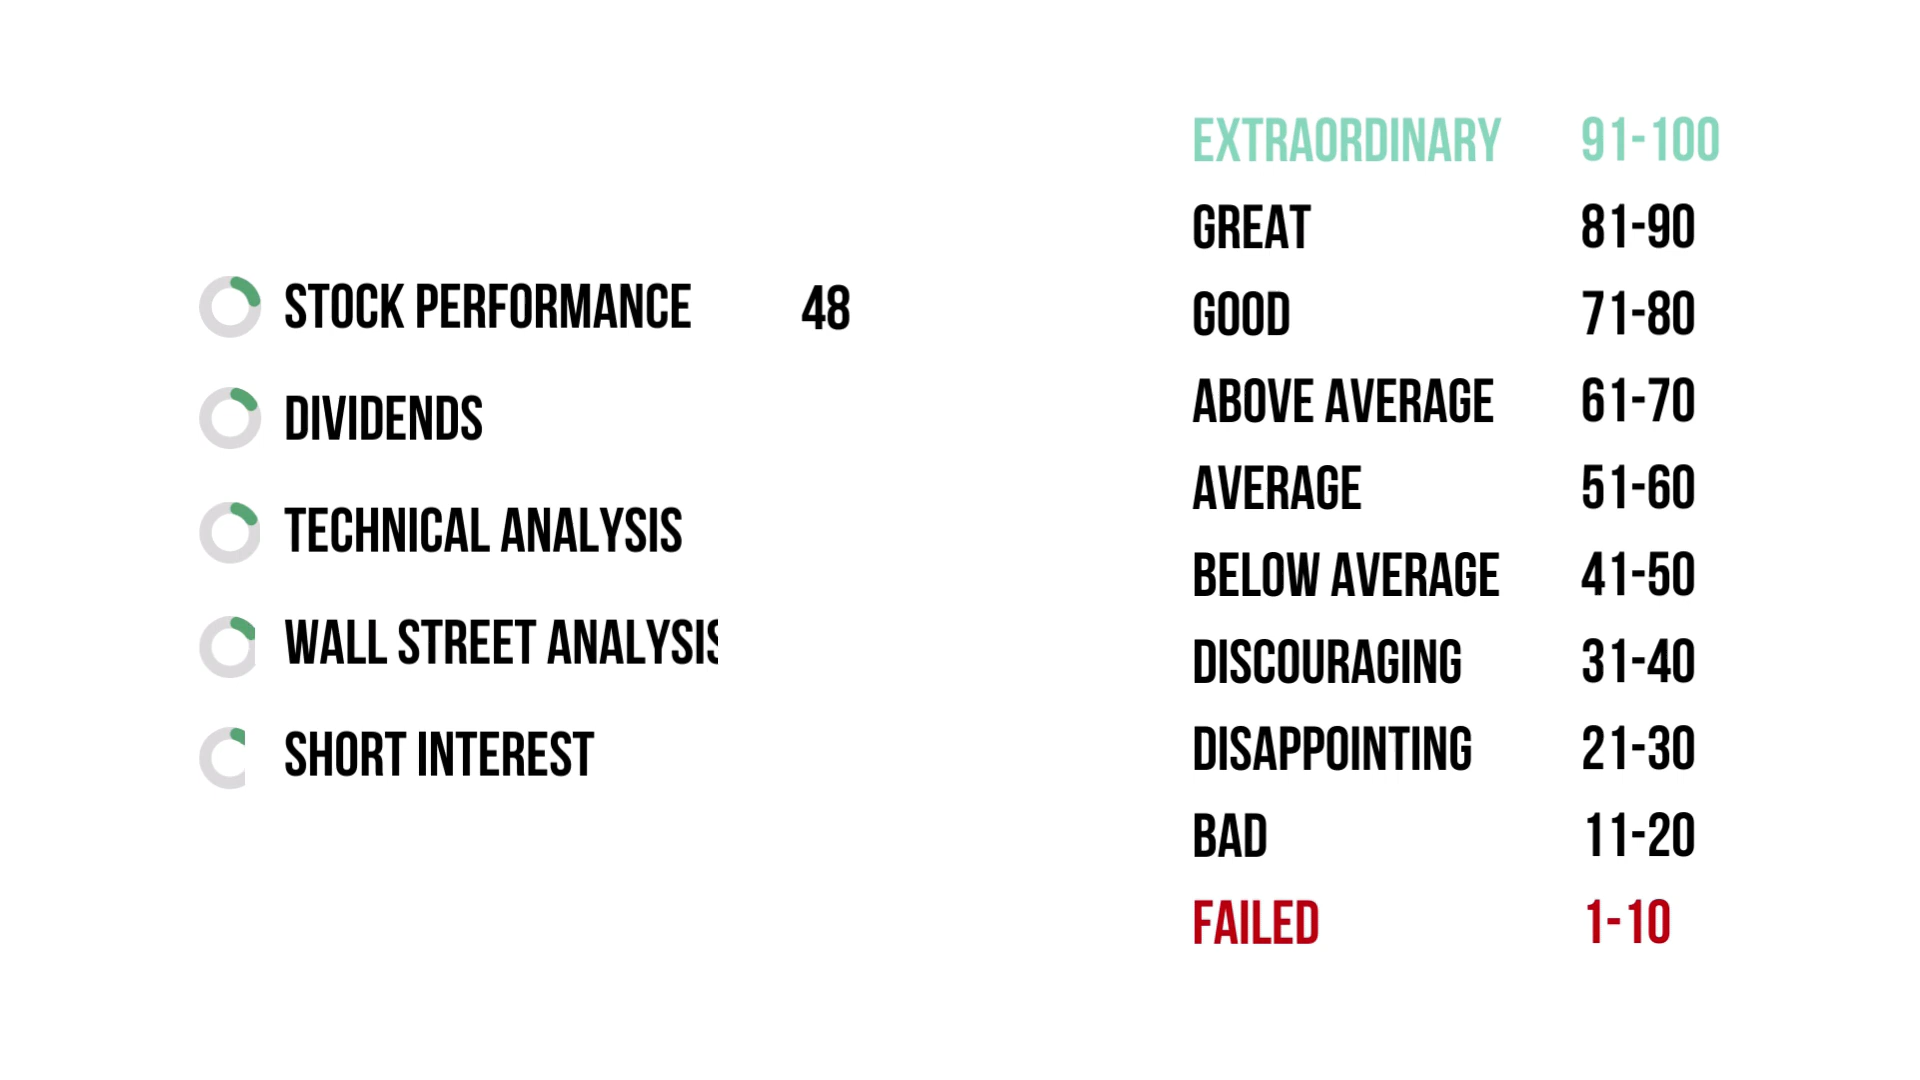 STOCK PERFORMANCE 48
DIVIDENDS
TECHNICAL ANALYSIS
WALL STREET ANALYSIS
SHORT INTEREST
EXTRAORDINARY 91-100
GREAT 81-90
GOOD 71-80
ABOVE AVERAGE 61-70
AVERAGE 51-60
BELOW AVERAGE 41-50
DISCOURAGING 31-40
DISAPPOINTING 21-30
BAD 11-20
FAILED 1-10